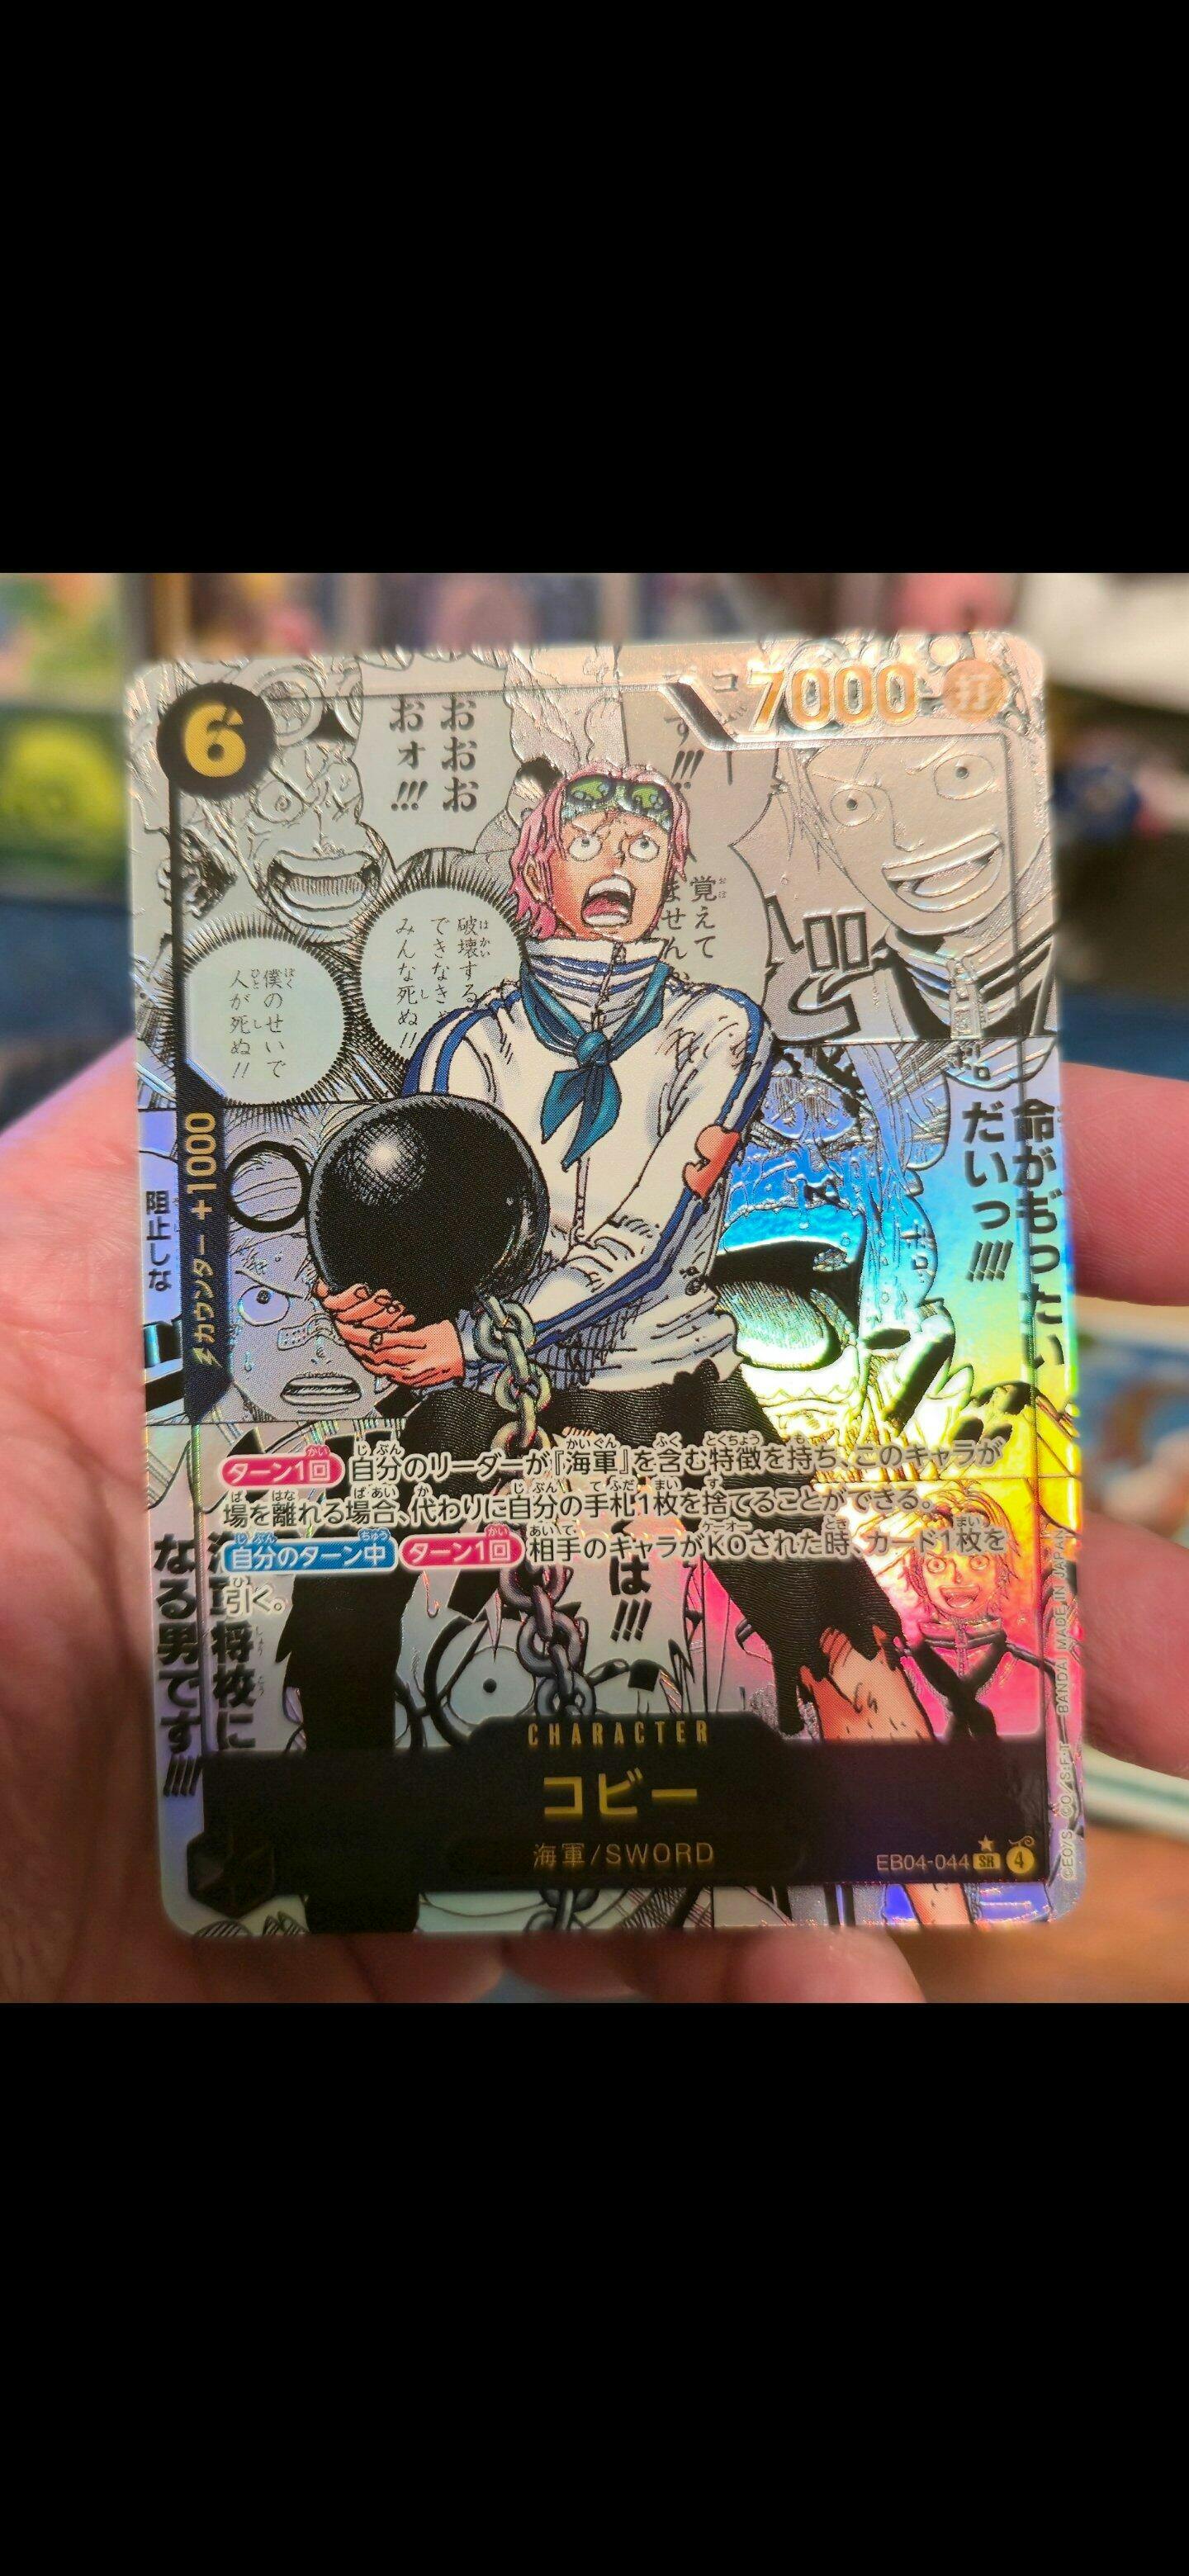 6
7000
打
おおお
おォ!!!
す!!!
覚えて
ません
破壊する
できなきゃ
みんな死ぬ!!
僕のせいで
人が死ぬ!!
カウンター +1000
阻止しな
命がもったい
だいっ!!!!
ターン1回 自分のリーダーが『海軍』を含む特徴を持ち、このキャラが
場を離れる場合、代わりに自分の手札1枚を捨てることができる。
自分のターン中 ターン1回 相手のキャラがKOされた時、カード1枚を
引く。
は!!!
将校に
なる男です!!!!
CHARACTER
コビー
海軍/SWORD
EB04-044 SR 4
©EO/S. ©O/S,F,T BANDAI MADE IN JAPAN